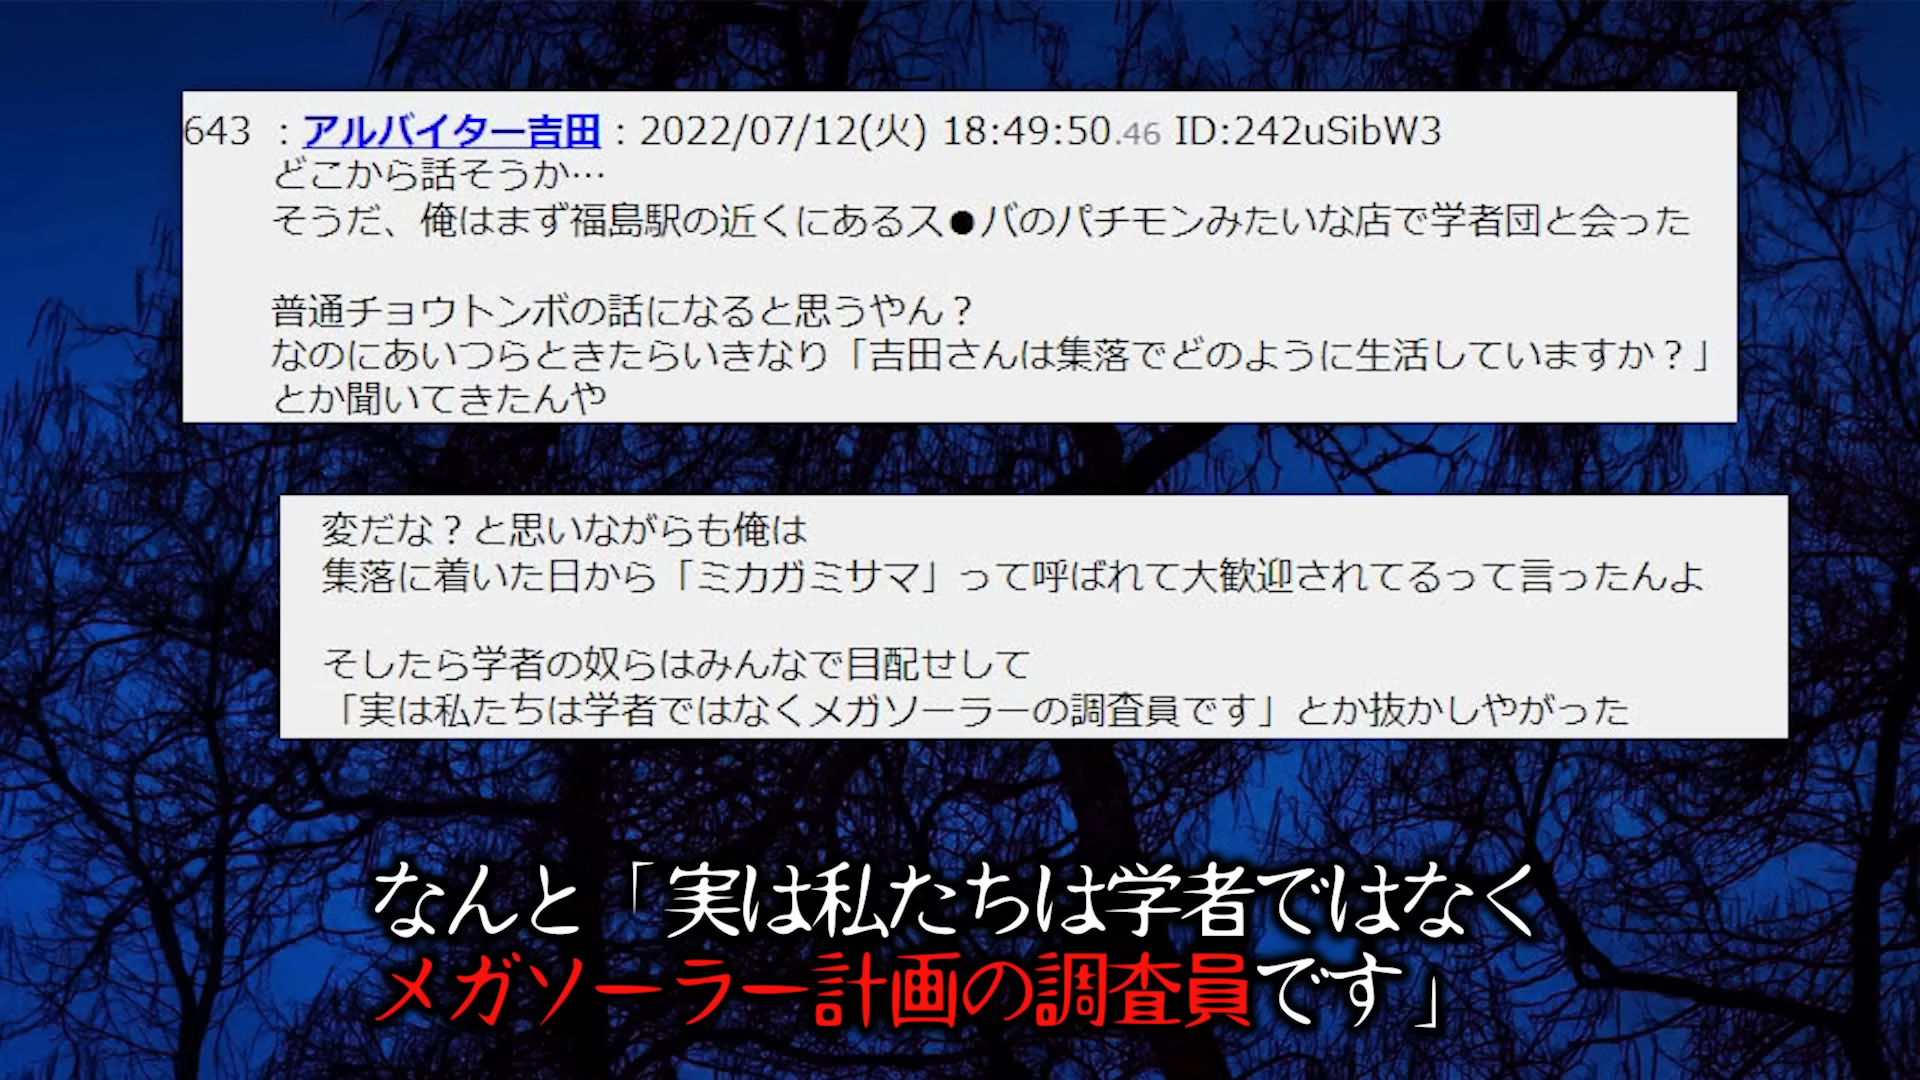 643 ：アルバイター吉田：2022/07/12(火) 18:49:50.46 ID:242uSibW3
どこから話そうか…
そうだ、俺はまず福島駅の近くにあるス●バのパチモンみたいな店で学者団と会った
普通チョウトンボの話になると思うやん？
なのにあいつらときたらいきなり「吉田さんは集落でどのように生活していますか？」
とか聞いてきたんや
変だな？と思いながらも俺は
集落に着いた日から「ミカガミサマ」って呼ばれて大歓迎されてるって言ったんよ
そしたら学者の奴らはみんなで目配せして
「実は私たちは学者ではなくメガソーラーの調査員です」とか抜かしやがった
なんと「実は私たちは学者ではなく
メガソーラー計画の調査員です」